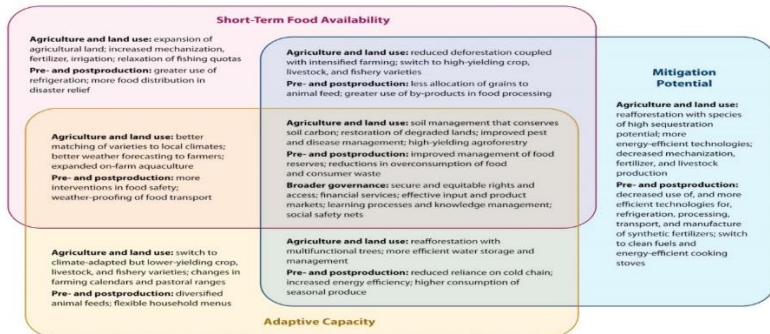 Short-Term Food Availability
Agriculture and land use: expansion of
agricultural land; increased mechanization,
fertilizer, irrigation; relaxation of fishing quotas
Pre- and postproduction: greater use of
refrigeration; more food distribution in
disaster relief
Agriculture and land use: reduced deforestation coupled
with intensified farming; switch to high-yielding crop,
livestock, and fishery varieties
Pre- and postproduction: less allocation of grains to
animal feed; greater use of by-products in food processing
Mitigation
Potential
Agriculture and land use:
reafforestation with species
of high sequestration
potential; more
energy-efficient technologies;
decreased mechanization,
fertilizer, and livestock
production
Pre- and postproduction:
decreased use of, and more
efficient technologies for,
refrigeration, processing,
transport, and manufacture
of synthetic fertilizers; switch
to clean fuels and
energy-efficient cooking
stoves
Agriculture and land use: better
matching of varieties to local climates;
better weather forecasting to farmers;
expanded on-farm aquaculture
Pre- and postproduction: more
interventions in food safety;
weather-proofing of food transport
Agriculture and land use: soil management that conserves
soil carbon; restoration of degraded lands; improved pest
and disease management; high-yielding agroforestry
Pre- and postproduction: improved management of food
reserves; reductions in overconsumption of food
and consumer waste
Broader governance: secure and equitable rights and
access; financial services; effective input and product
markets; learning processes and knowledge management;
social safety nets
Agriculture and land use: switch to
climate-adapted but lower-yielding crop,
livestock, and fishery varieties; changes in
farming calendars and pastoral ranges
Pre- and postproduction: diversified
animal feeds; flexible household menus
Agriculture and land use: reafforestation with
multifunctional trees; more efficient water storage and
management
Pre- and postproduction: reduced reliance on cold chain;
increased energy efficiency; higher consumption of
seasonal produce
Adaptive Capacity